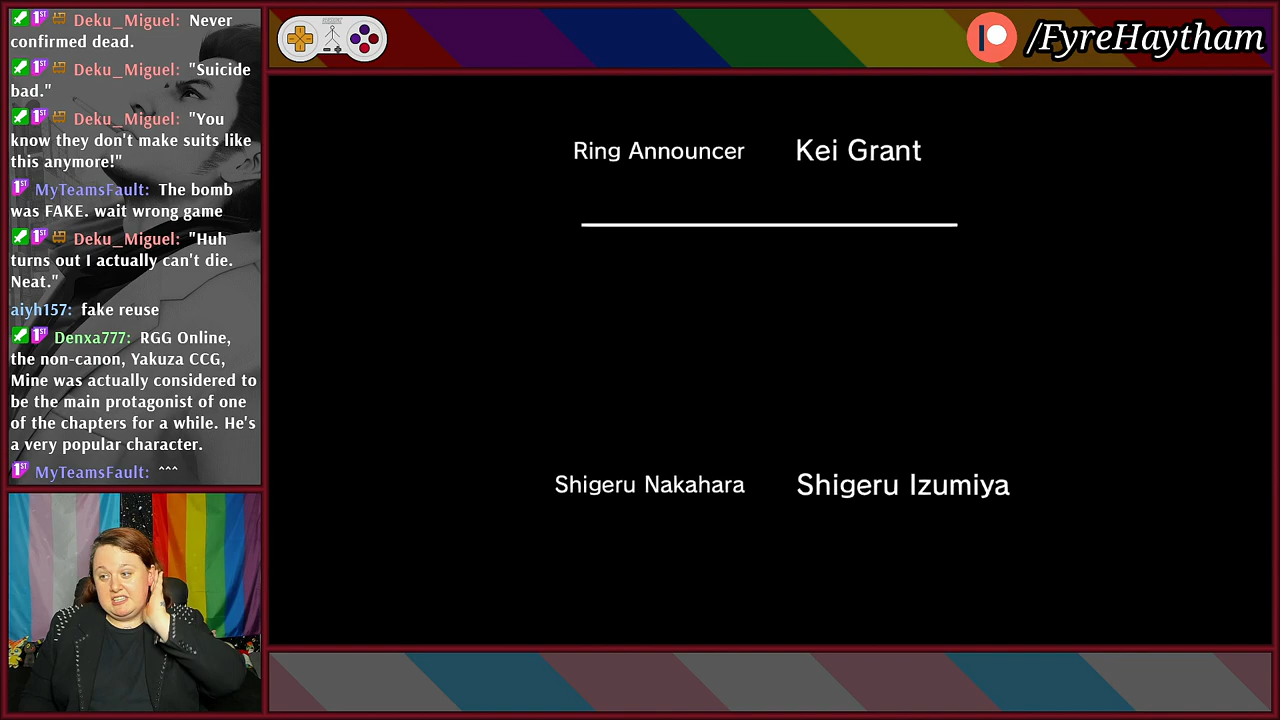 Deku_Miguel: Never
confirmed dead.
Deku_Miguel: "Suicide
bad."
Deku_Miguel: "You
know they don't make suits like
this anymore!"
MyTeamsFault: The bomb
was FAKE. wait wrong game
Deku_Miguel: "Huh
turns out I actually can't die.
Neat."
aiyh157: fake reuse
Denxa777: RGG Online,
the non-canon, Yakuza CCG,
Mine was actually considered to
be the main protagonist of one
of the chapters for a while. He's
a very popular character.
MyTeamsFault: ^^^
/FyreHaytham
Ring Announcer Kei Grant
Shigeru Nakahara Shigeru Izumiya